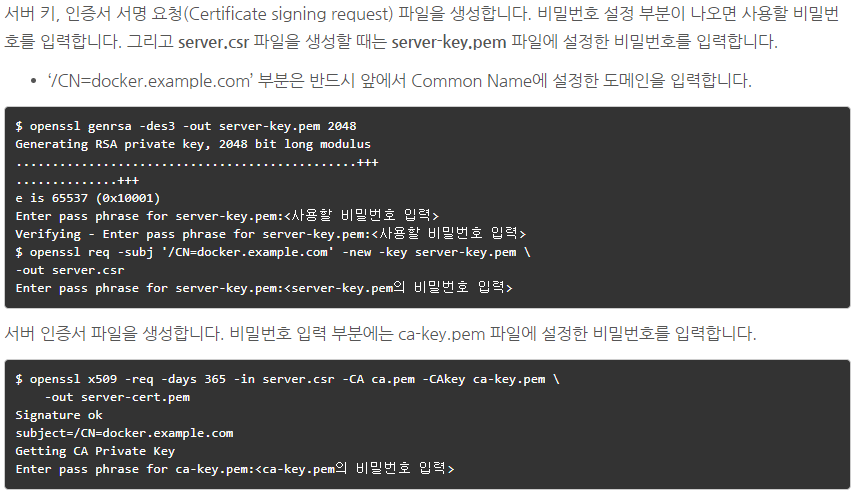 서버 키, 인증서 서명 요청(Certificate signing request) 파일을 생성합니다. 비밀번호 설정 부분이 나오면 사용할 비밀번
호를 입력합니다. 그리고 server.csr 파일을 생성할 때는 server-key.pem 파일에 설정한 비밀번호를 입력합니다.
• ‘/CN=docker.example.com’ 부분은 반드시 앞에서 Common Name에 설정한 도메인을 입력합니다.
$ openssl genrsa -des3 -out server-key.pem 2048
Generating RSA private key, 2048 bit long modulus
...............................................+++
..............+++
e is 65537 (0x10001)
Enter pass phrase for server-key.pem:<사용할 비밀번호 입력>
Verifying - Enter pass phrase for server-key.pem:<사용할 비밀번호 입력>
$ openssl req -subj '/CN=docker.example.com' -new -key server-key.pem \
-out server.csr
Enter pass phrase for server-key.pem:<server-key.pem의 비밀번호 입력>
서버 인증서 파일을 생성합니다. 비밀번호 입력 부분에는 ca-key.pem 파일에 설정한 비밀번호를 입력합니다.
$ openssl x509 -req -days 365 -in server.csr -CA ca.pem -CAkey ca-key.pem \
    -out server-cert.pem
Signature ok
subject=/CN=docker.example.com
Getting CA Private Key
Enter pass phrase for ca-key.pem:<ca-key.pem의 비밀번호 입력>